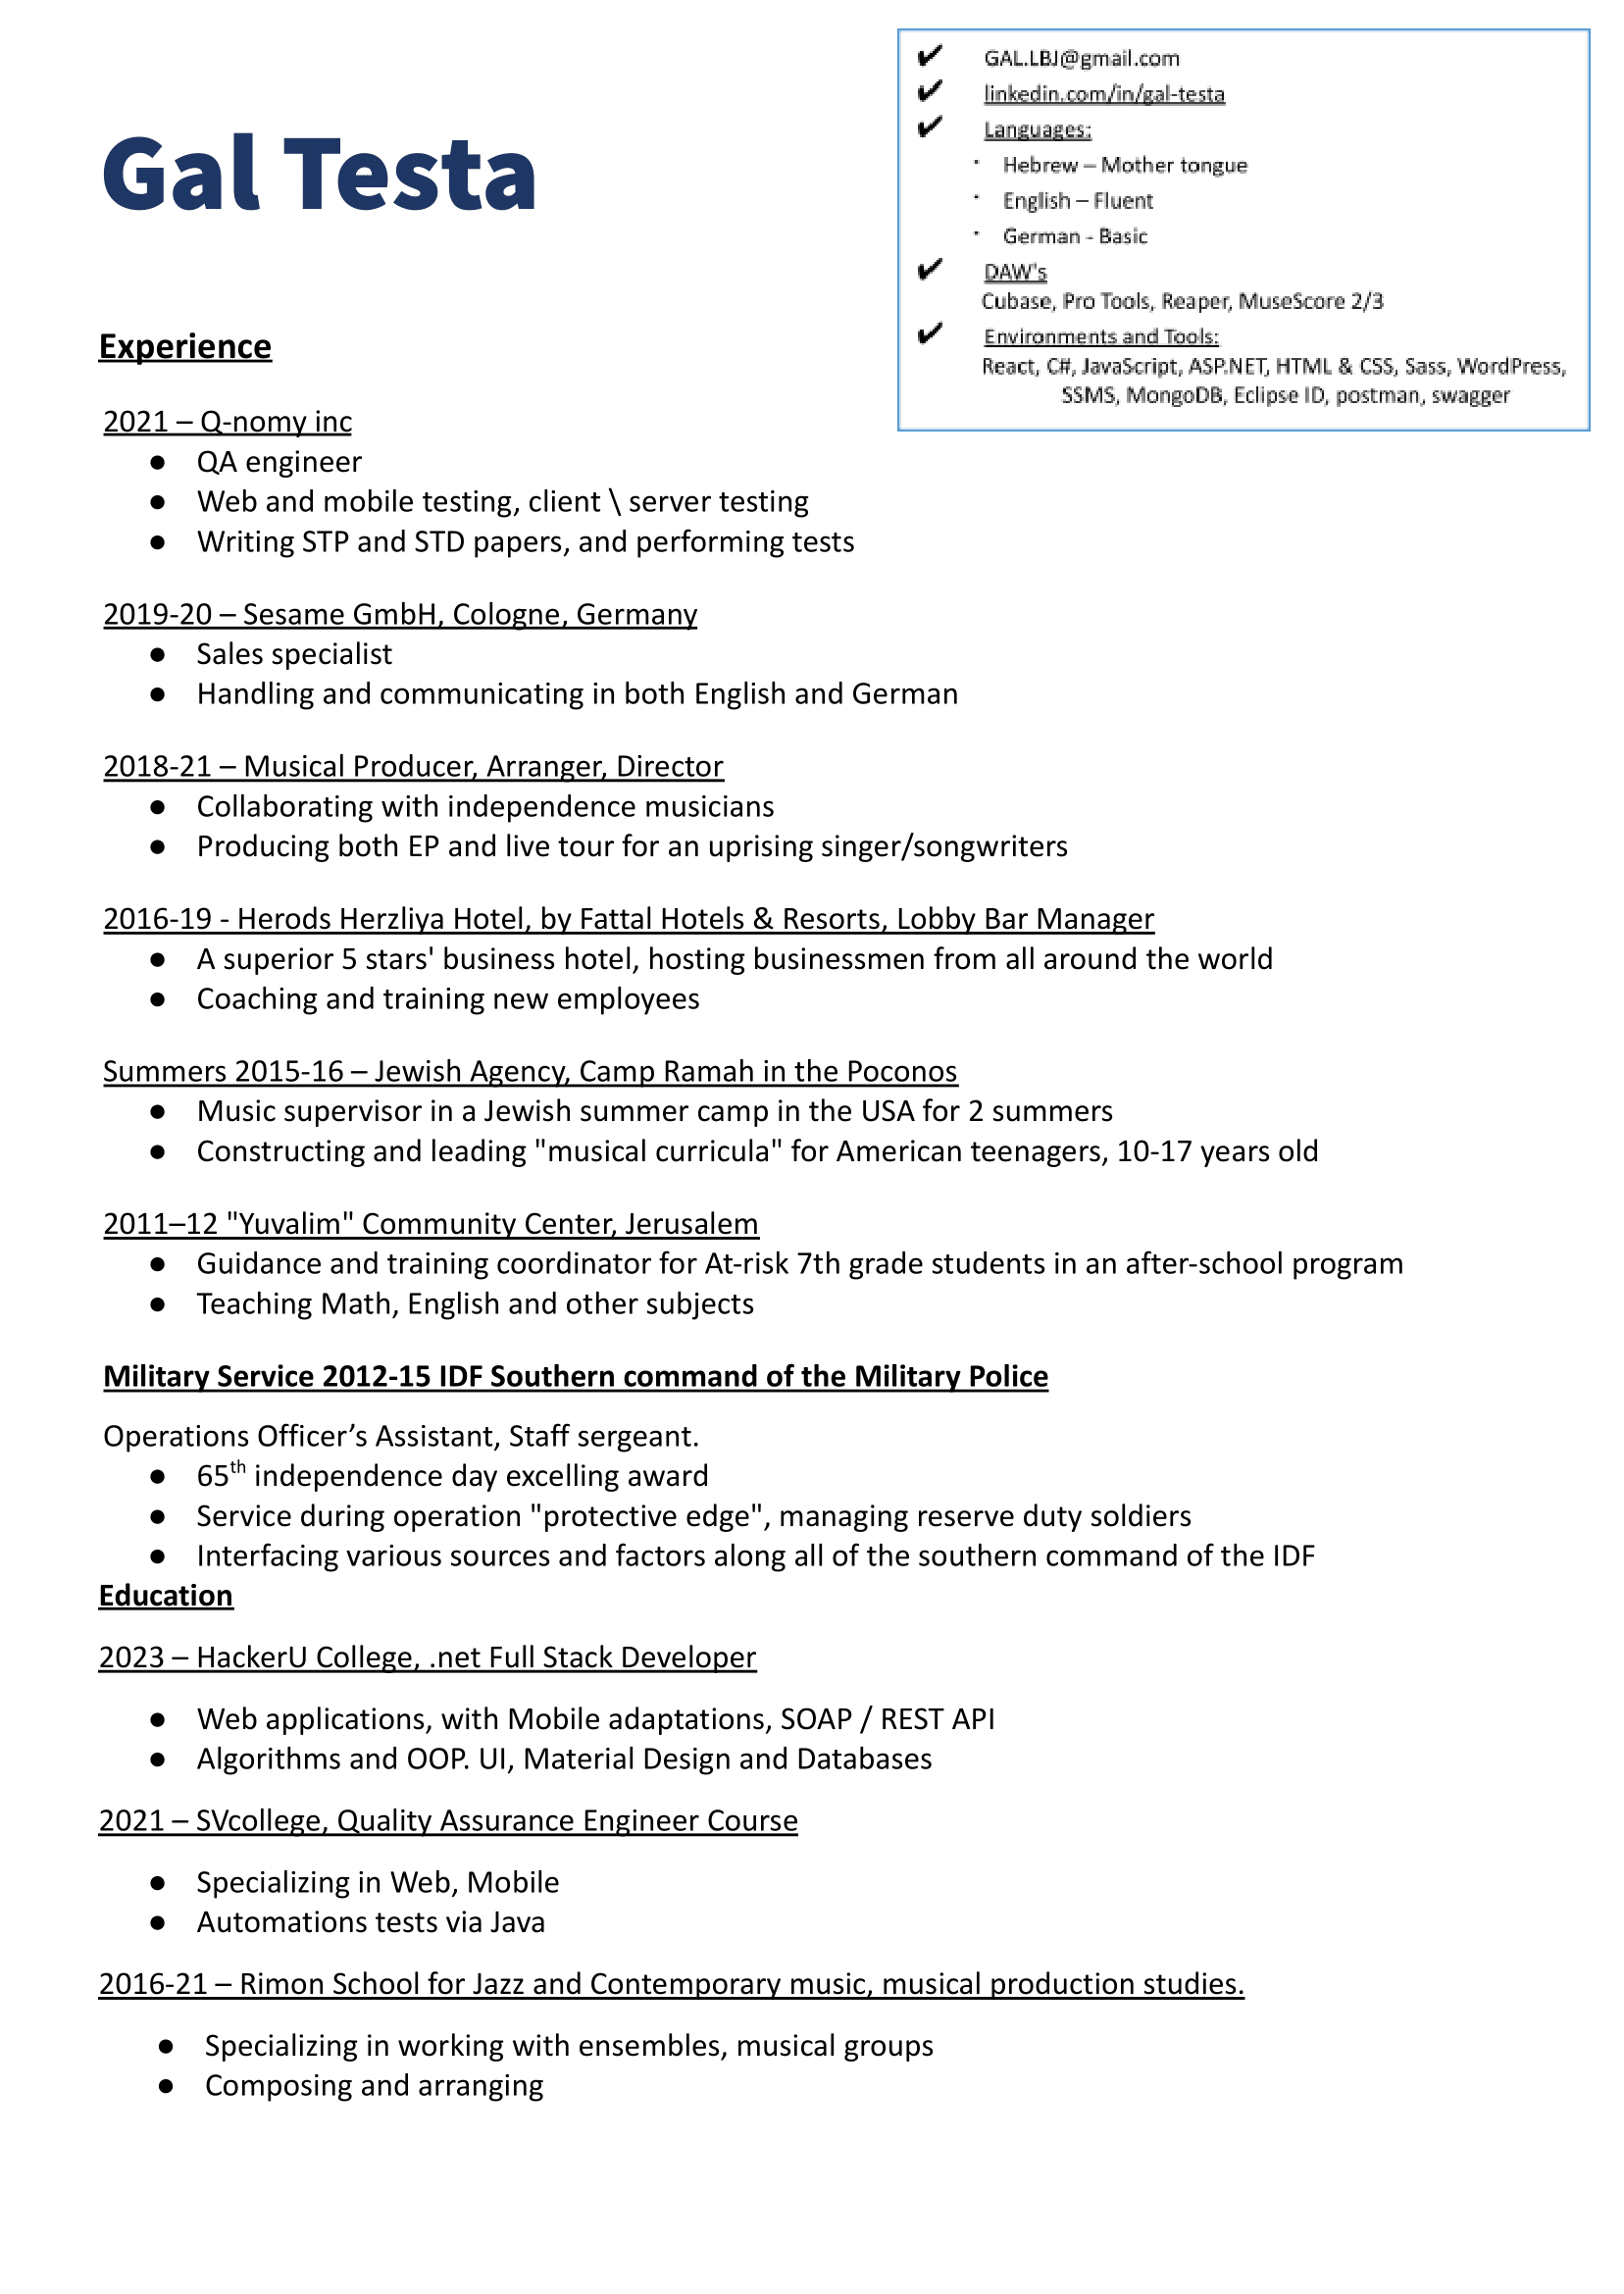 Gal Testa
✔ GAL.LBJ@gmail.com
✔ linkedin.com/in/gal-testa
✔ Languages:
· Hebrew – Mother tongue
· English – Fluent
· German - Basic
✔ DAW's
Cubase, Pro Tools, Reaper, MuseScore 2/3
✔ Environments and Tools:
React, C#, JavaScript, ASP.NET, HTML & CSS, Sass, WordPress,
SSMS, MongoDB, Eclipse ID, postman, swagger
Experience
2021 – Q-nomy inc
● QA engineer
● Web and mobile testing, client \ server testing
● Writing STP and STD papers, and performing tests
2019-20 – Sesame GmbH, Cologne, Germany
● Sales specialist
● Handling and communicating in both English and German
2018-21 – Musical Producer, Arranger, Director
● Collaborating with independence musicians
● Producing both EP and live tour for an uprising singer/songwriters
2016-19 - Herods Herzliya Hotel, by Fattal Hotels & Resorts, Lobby Bar Manager
● A superior 5 stars' business hotel, hosting businessmen from all around the world
● Coaching and training new employees
Summers 2015-16 – Jewish Agency, Camp Ramah in the Poconos
● Music supervisor in a Jewish summer camp in the USA for 2 summers
● Constructing and leading "musical curricula" for American teenagers, 10-17 years old
2011–12 "Yuvalim" Community Center, Jerusalem
● Guidance and training coordinator for At-risk 7th grade students in an after-school program
● Teaching Math, English and other subjects
Military Service 2012-15 IDF Southern command of the Military Police
Operations Officer’s Assistant, Staff sergeant.
● 65th independence day excelling award
● Service during operation "protective edge", managing reserve duty soldiers
● Interfacing various sources and factors along all of the southern command of the IDF
Education
2023 – HackerU College, .net Full Stack Developer
● Web applications, with Mobile adaptations, SOAP / REST API
● Algorithms and OOP. UI, Material Design and Databases
2021 – SVcollege, Quality Assurance Engineer Course
● Specializing in Web, Mobile
● Automations tests via Java
2016-21 – Rimon School for Jazz and Contemporary music, musical production studies.
● Specializing in working with ensembles, musical groups
● Composing and arranging